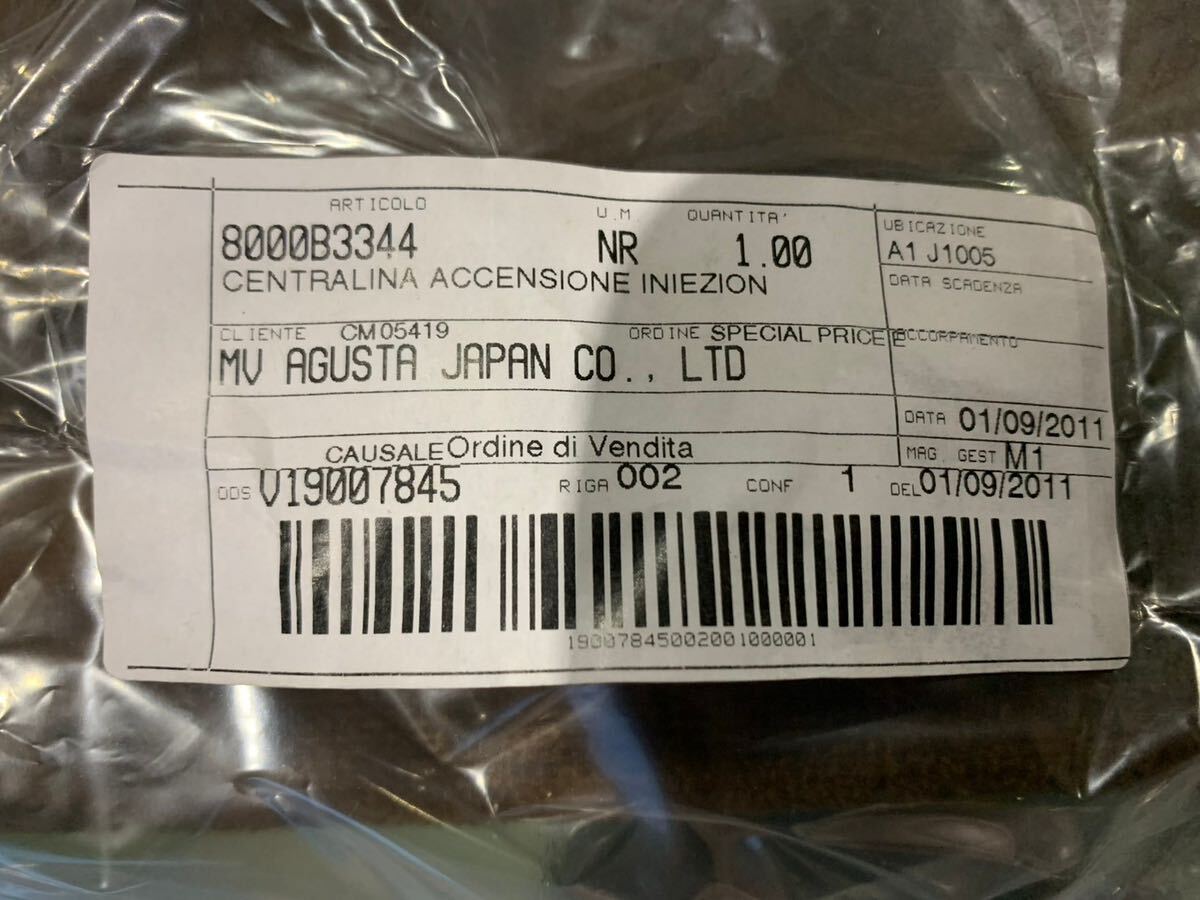 ARTICOLO U.M QUANTITA' UBICAZIONE
8000B3344 NR 1.00 A1 J1005
CENTRALINA ACCENSIONE INIEZION DATA SCADENZA
CLIENTE CM05419 ORDINE SPECIAL PRICE ACCORPAMENTO
MV AGUSTA JAPAN CO., LTD
DATA 01/09/2011
CAUSALE Ordine di Vendita MAG. GEST M1
ODS V19007845 RIGA 002 CONF 1 DEL 01/09/2011
19007845002001000001